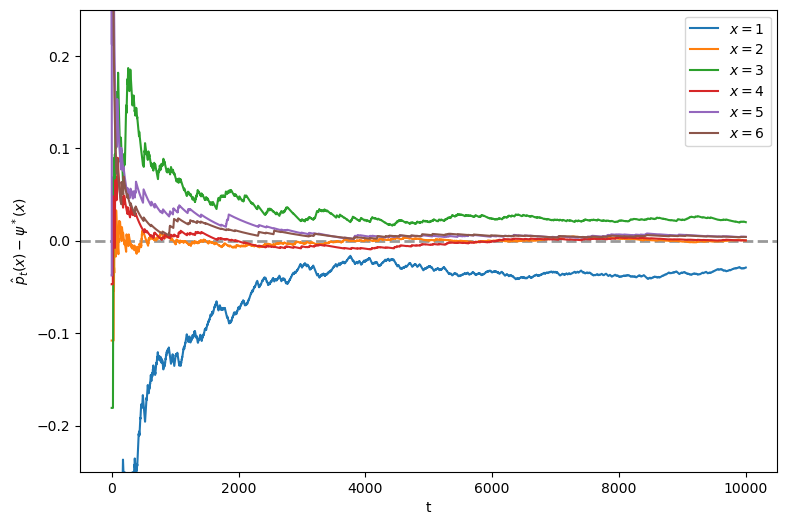 x = 1
x = 2
x = 3
x = 4
x = 5
x = 6
0.2
0.1
0.0
−0.1
−0.2
p̂ₜ(x) − ψ*(x)
0
2000
4000
6000
8000
10000
t